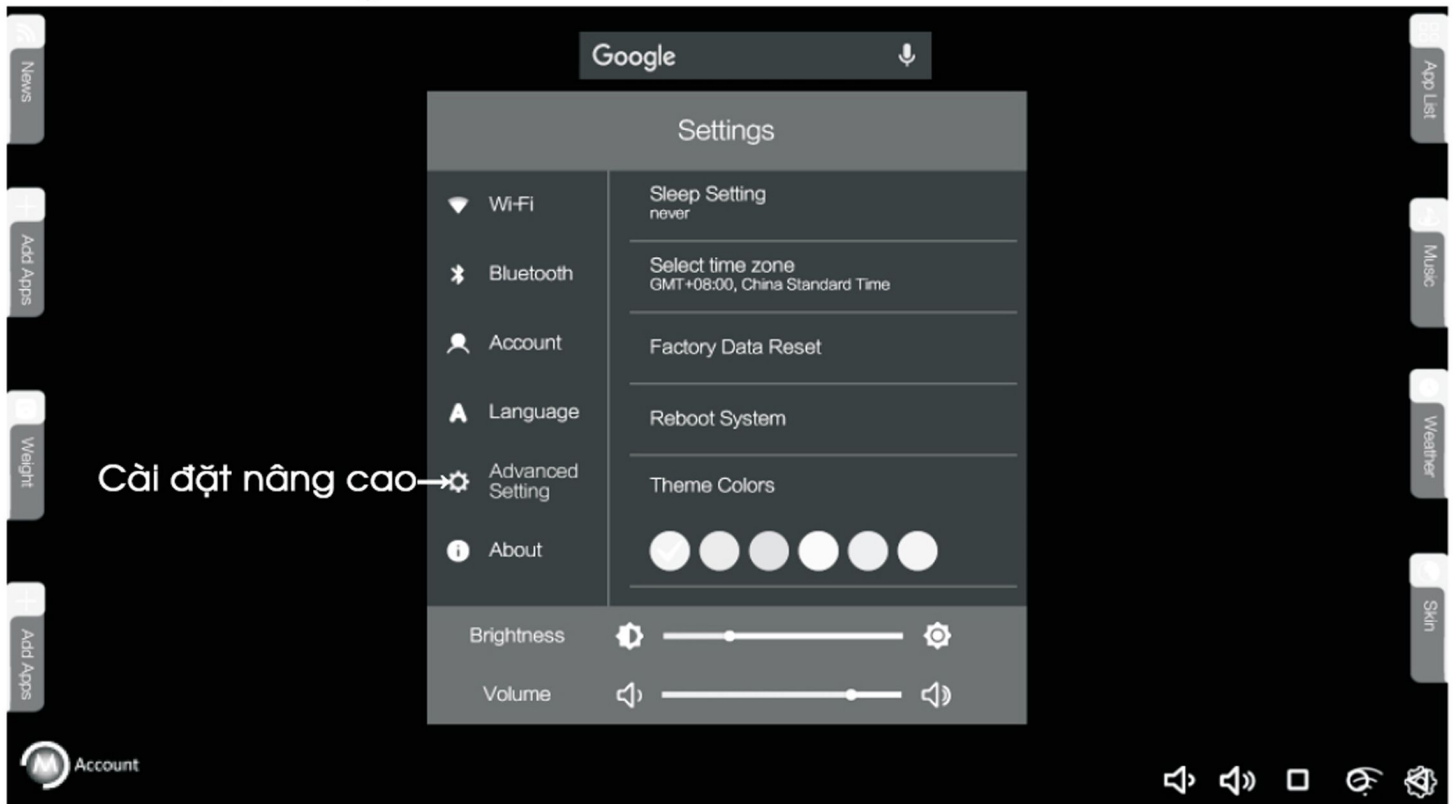 Google
Settings
Wi-Fi
Bluetooth
Account
Language
Advanced
Setting
About
Cài đặt nâng cao
Sleep Setting
never
Select time zone
GMT+08:00, China Standard Time
Factory Data Reset
Reboot System
Theme Colors
Brightness
Volume
News
Add Apps
Weight
Add Apps
App List
Music
Weather
Skin
M
Account